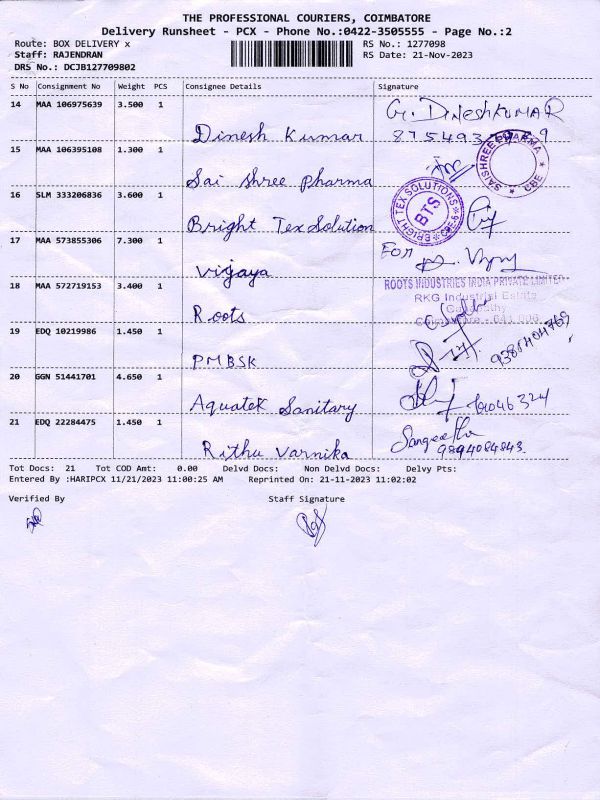 THE PROFESSIONAL COURIERS, COIMBATORE
Delivery Runsheet - PCX - Phone No.:0422-3505555 - Page No.:2
Route: BOX DELIVERY x RS No.: 1277098
Staff: RAJENDRAN RS Date: 21-Nov-2023
DRS No.: DCJB127709802
S No Consignment No Weight PCS Consignee Details Signature
14 MAA 106975639 3.500 1 Dinesh Kumar G. DINESHKUMAR
15 MAA 106395108 1.300 1 Sai Shree Pharma SAISHREE PHARMA CBE
16 SLM 333206836 3.600 1 Bright Tex Solution BRIGHT TEX SOLUTIONS BTS
17 MAA 573855306 7.300 1 Vijaya FOR
18 MAA 572719153 3.400 1 Roots ROOTS INDUSTRIES INDIA PRIVATE LIMITED
RKG Industrial Estate
19 EDQ 10219986 1.450 1 PMBSK
20 GGN 51441701 4.650 1 Aquatek Sanitary
21 EDQ 22284475 1.450 1 Rithu Varnika Sangeetha
9894084843
Tot Docs: 21 Tot COD Amt: 0.00 Delvd Docs: Non Delvd Docs: Delvy Pts:
Entered By :HARIPCX 11/21/2023 11:00:25 AM Reprinted On: 21-11-2023 11:02:02
Verified By Staff Signature